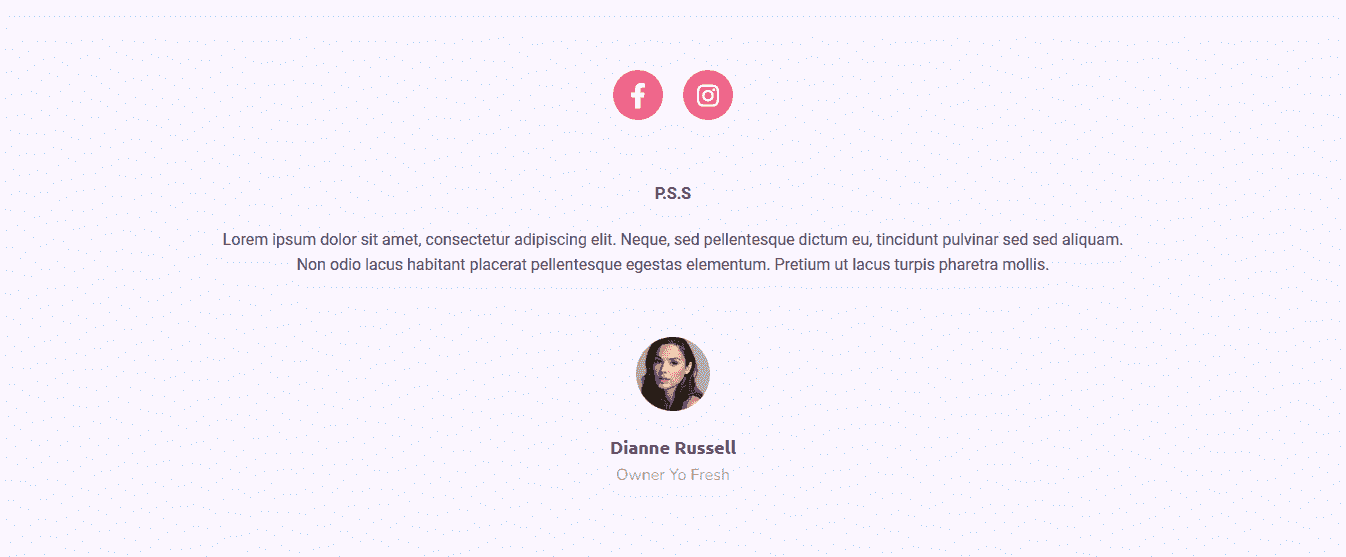 P.S.S
Lorem ipsum dolor sit amet, consectetur adipiscing elit. Neque, sed pellentesque dictum eu, tincidunt pulvinar sed sed aliquam.
Non odio lacus habitant placerat pellentesque egestas elementum. Pretium ut lacus turpis pharetra mollis.
Dianne Russell
Owner Yo Fresh